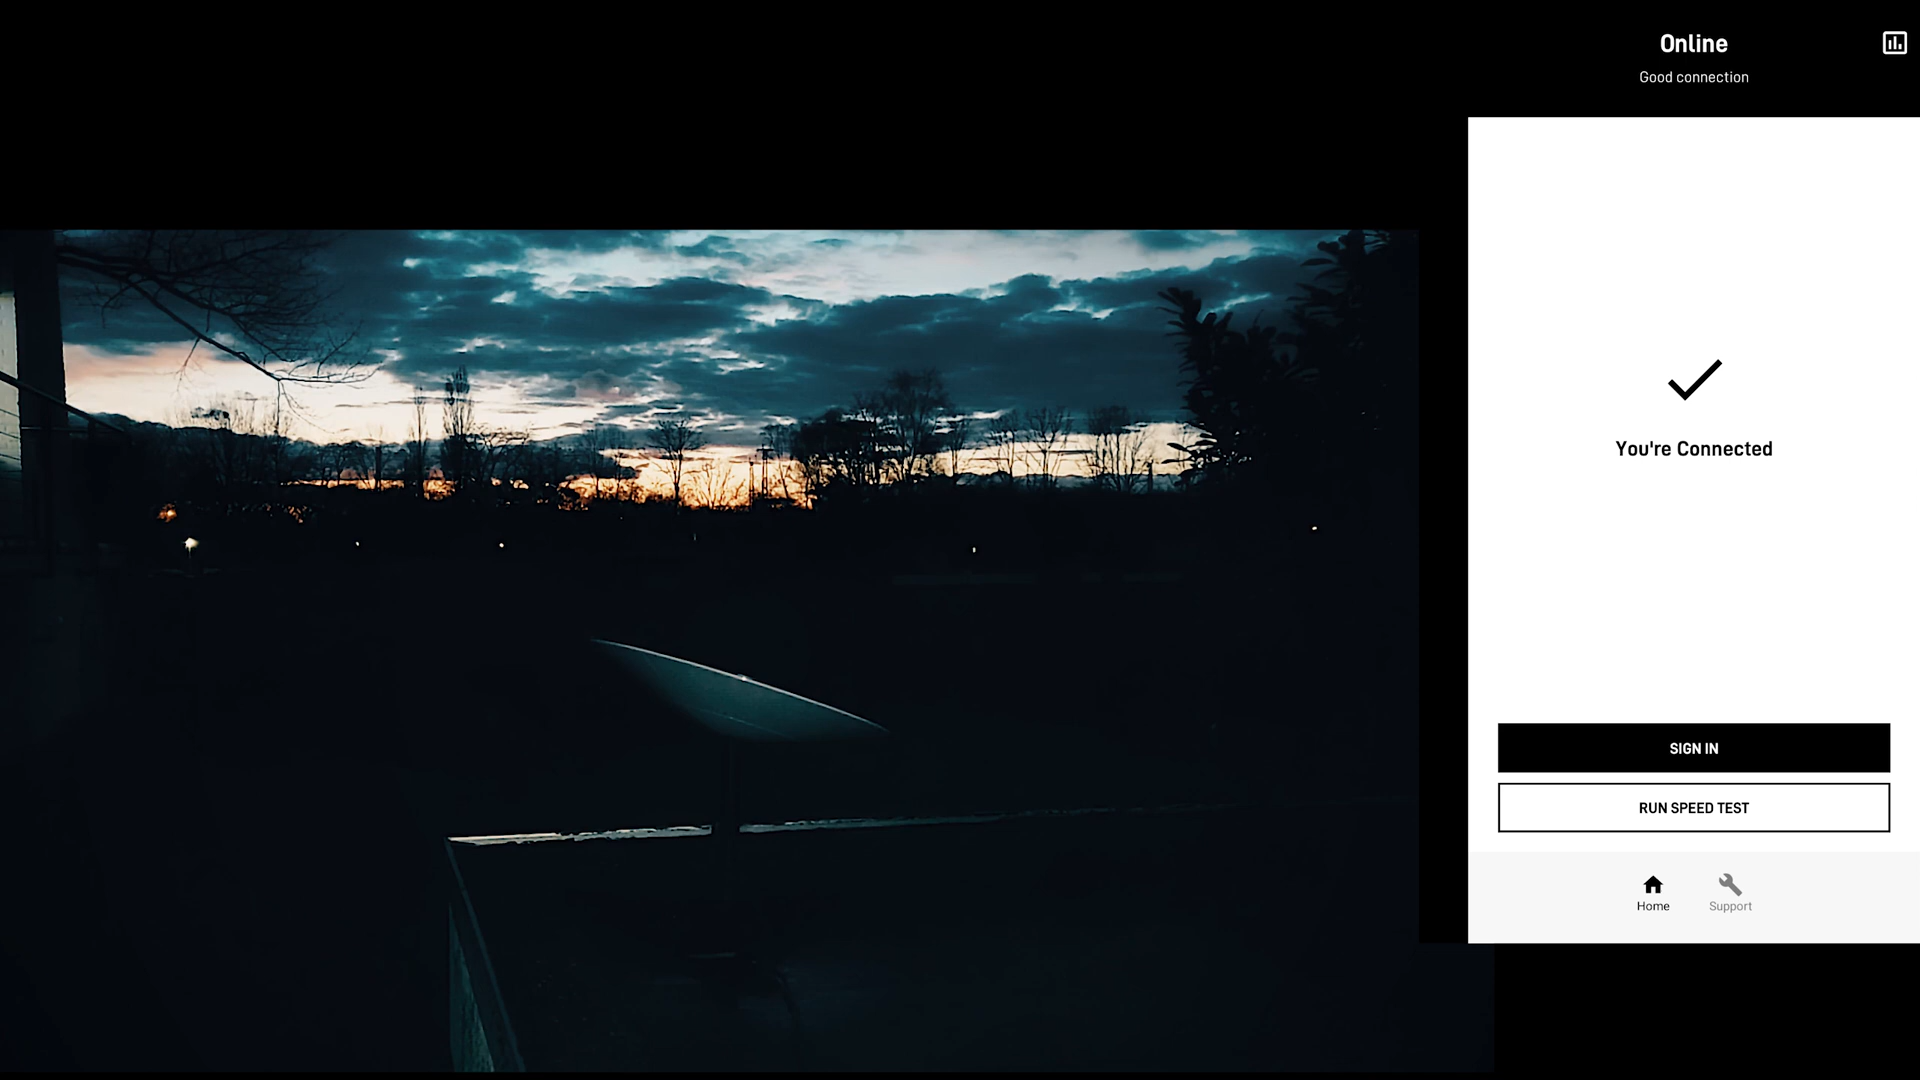 Online
Good connection
You're Connected
SIGN IN
RUN SPEED TEST
Home
Support